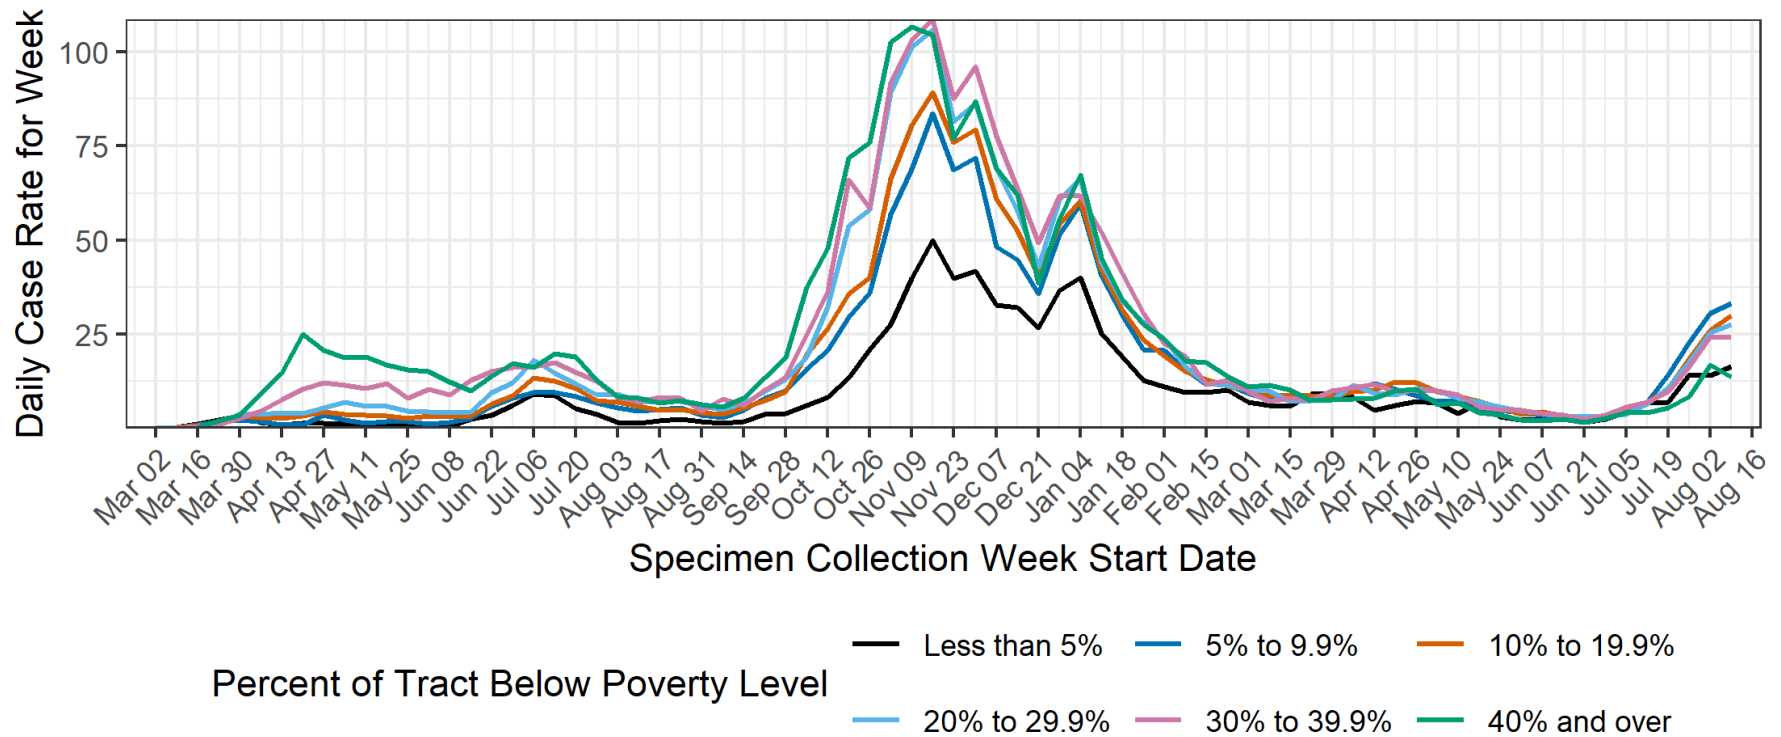 Daily Case Rate for Week
100
75
50
25
Mar 02
Mar 16
Mar 30
Apr 13
Apr 27
May 11
May 25
Jun 08
Jun 22
Jul 06
Jul 20
Aug 03
Aug 17
Aug 31
Sep 14
Sep 28
Oct 12
Oct 26
Nov 09
Nov 23
Dec 07
Dec 21
Jan 04
Jan 18
Feb 01
Feb 15
Mar 01
Mar 15
Mar 29
Apr 12
Apr 26
May 10
May 24
Jun 07
Jun 21
Jul 05
Jul 19
Aug 02
Aug 16
Specimen Collection Week Start Date
Percent of Tract Below Poverty Level
Less than 5%
5% to 9.9%
10% to 19.9%
20% to 29.9%
30% to 39.9%
40% and over